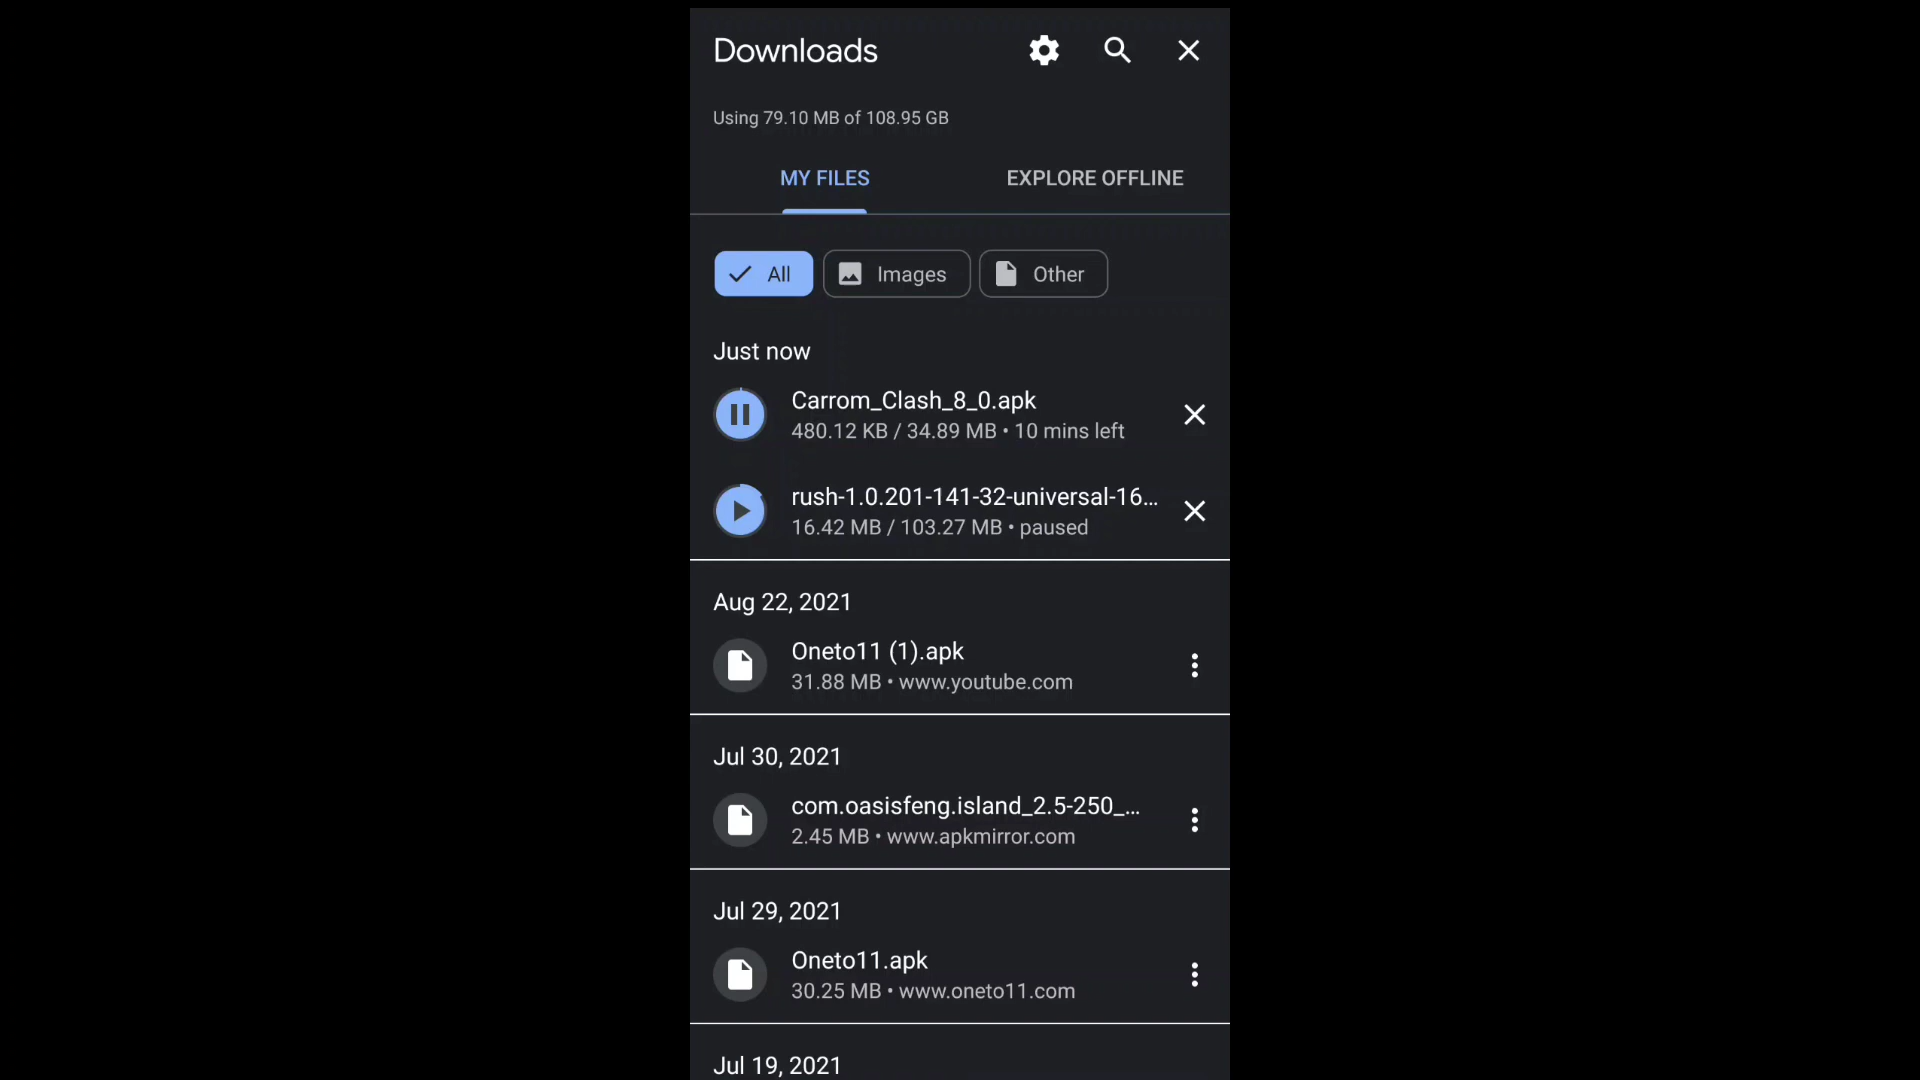 Downloads
Using 79.10 MB of 108.95 GB
MY FILES
EXPLORE OFFLINE
All
Images
Other
Just now
Carrom_Clash_8_0.apk
480.12 KB / 34.89 MB • 10 mins left
rush-1.0.201-141-32-universal-16...
16.42 MB / 103.27 MB • paused
Aug 22, 2021
Oneto11 (1).apk
31.88 MB • www.youtube.com
Jul 30, 2021
com.oasisfeng.island_2.5-250_...
2.45 MB • www.apkmirror.com
Jul 29, 2021
Oneto11.apk
30.25 MB • www.oneto11.com
Jul 19, 2021